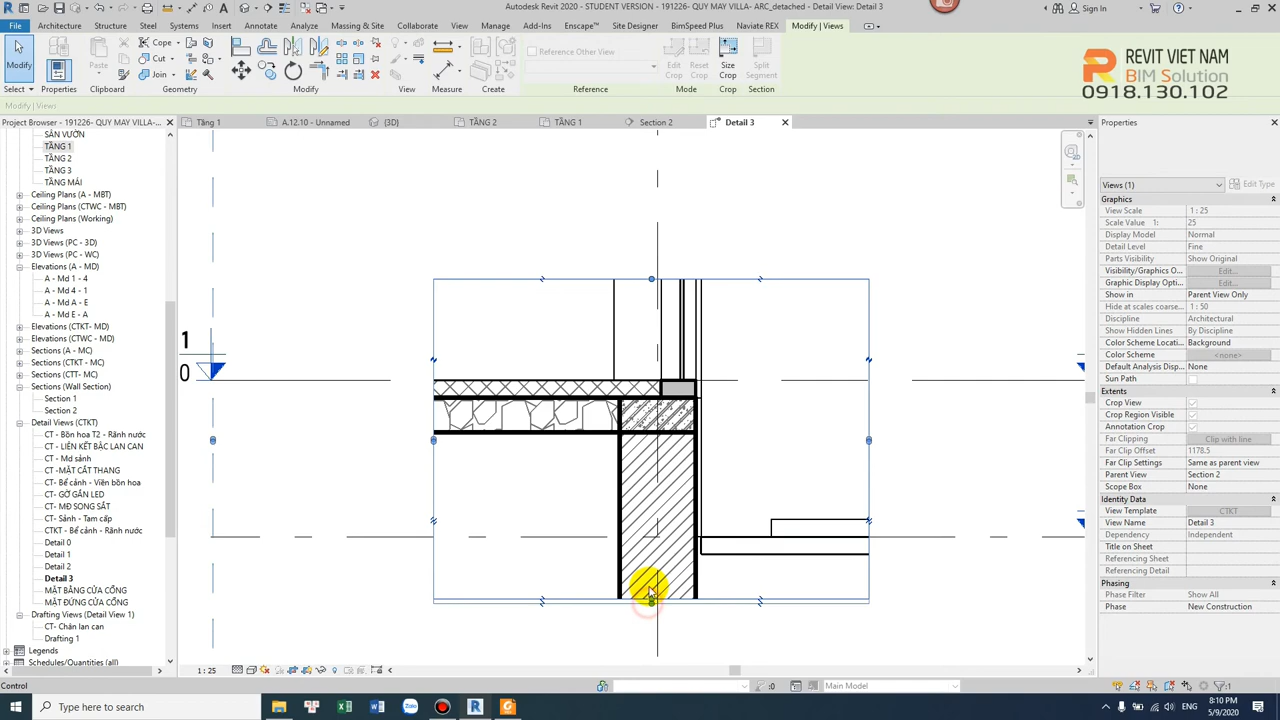 Autodesk Revit 2020 - STUDENT VERSION - 191226- QUY MAY VILLA- ARC_detached - Detail View: Detail 3
Sign In
File Architecture Structure Systems Insert Annotate Analyze Massing & Site Collaborate View Manage Add-Ins Enscape™ Site Designer BimSpeed Plus Naviate REX Modify | Views
Modify
Paste
Cope
Cut
Join
Reference Other View
Edit Crop
Reset Crop
Size Crop
Split Segment
Select Properties Clipboard Geometry Modify View Measure Create Reference Mode Crop Section
REVIT VIET NAM
BIM Solution
0918.130.102
Modify | Views
Project Browser - 191226- QUY MAY VILLA-...
Tầng 1
A.12.10 - Unnamed
{3D}
TẦNG 2
TẦNG 1
Section 2
Detail 3
SÂN VƯỜN
TẦNG 1
TẦNG 2
TẦNG 3
TẦNG MÁI
Ceiling Plans (A - MBT)
Ceiling Plans (CTWC - MB)
Ceiling Plans (Working)
3D Views
3D Views (PC - 3D)
3D Views (PC - WC)
Elevations (A - MD)
A - Md 1 - 4
A - Md 4 - 1
A - Md A - E
A - Md E - A
Elevations (CTKT- MD)
Elevations (CTWC - MD)
Sections (A - MC)
Sections (CTKT - MC)
Sections (CTT- MC)
Sections (Wall Section)
Section 1
Section 2
Detail Views (CTKT)
CT - Bồn hoa T2 - Rãnh nước
CT - LIÊN KẾT BẬC LAN CAN
CT - Md sảnh
CT -MẶT CẮT THANG
CT - Bể cảnh - Viền bồn hoa
CT- GỜ GẮN LED
CT - MĐ SONG SẮT
CT - Sảnh - Tam cấp
CTKT - Bể cảnh - Rãnh nước
Detail 0
Detail 1
Detail 2
Detail 3
MẶT BẰNG CỬA CỔNG
MẶT ĐỨNG CỬA CỔNG
Drafting Views (Detail View 1)
CT- Chân lan can
Drafting 1
Legends
Schedules/Quantities (all)
1
0
Properties
Views (1)
Edit Type
Graphics
View Scale 1 : 25
Scale Value 1: 25
Display Model Normal
Detail Level Fine
Parts Visibility Show Original
Visibility/Graphics O... Edit...
Graphic Display Opti... Edit...
Show in Parent View Only
Hide at scales coarse... 1 : 50
Discipline Architectural
Show Hidden Lines By Discipline
Color Scheme Locati... Background
Color Scheme <none>
Default Analysis Disp... None
Sun Path
Extents
Crop View
Crop Region Visible
Annotation Crop
Far Clipping Clip with line
Far Clip Offset 1178.5
Far Clip Settings Same as parent view
Parent View Section 2
Scope Box None
Identity Data
View Template CTKT
View Name Detail 3
Dependency Independent
Title on Sheet
Referencing Sheet
Referencing Detail
Phasing
Phase Filter Show All
Phase New Construction
1 : 25
Control
:0
Main Model
:1
Type here to search
ENG
8:10 PM
5/9/2020